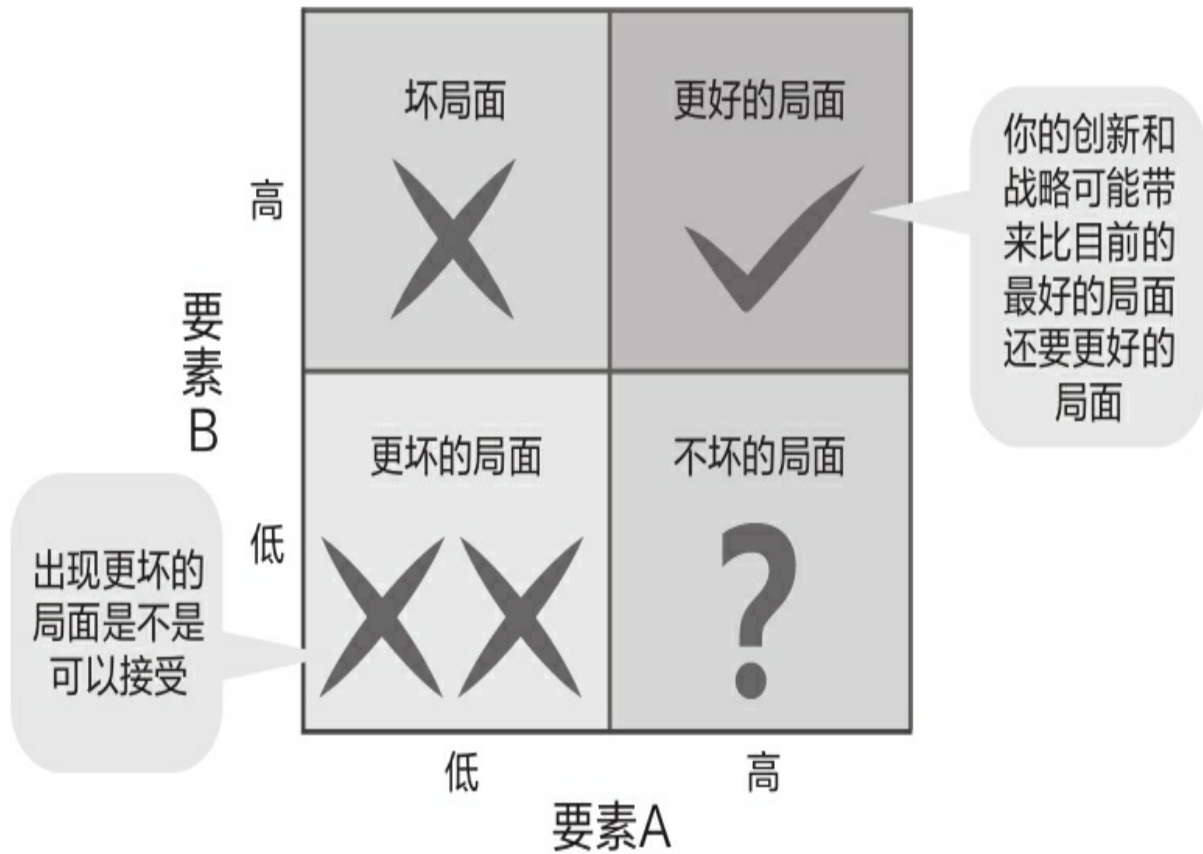 坏局面
更好的局面
高
你的创新和
战略可能带
来比目前的
最好的局面
还要更好的
局面
要
素
B
更坏的局面
不坏的局面
?
低
出现更坏的
局面是不是
可以接受
低
高
要素A